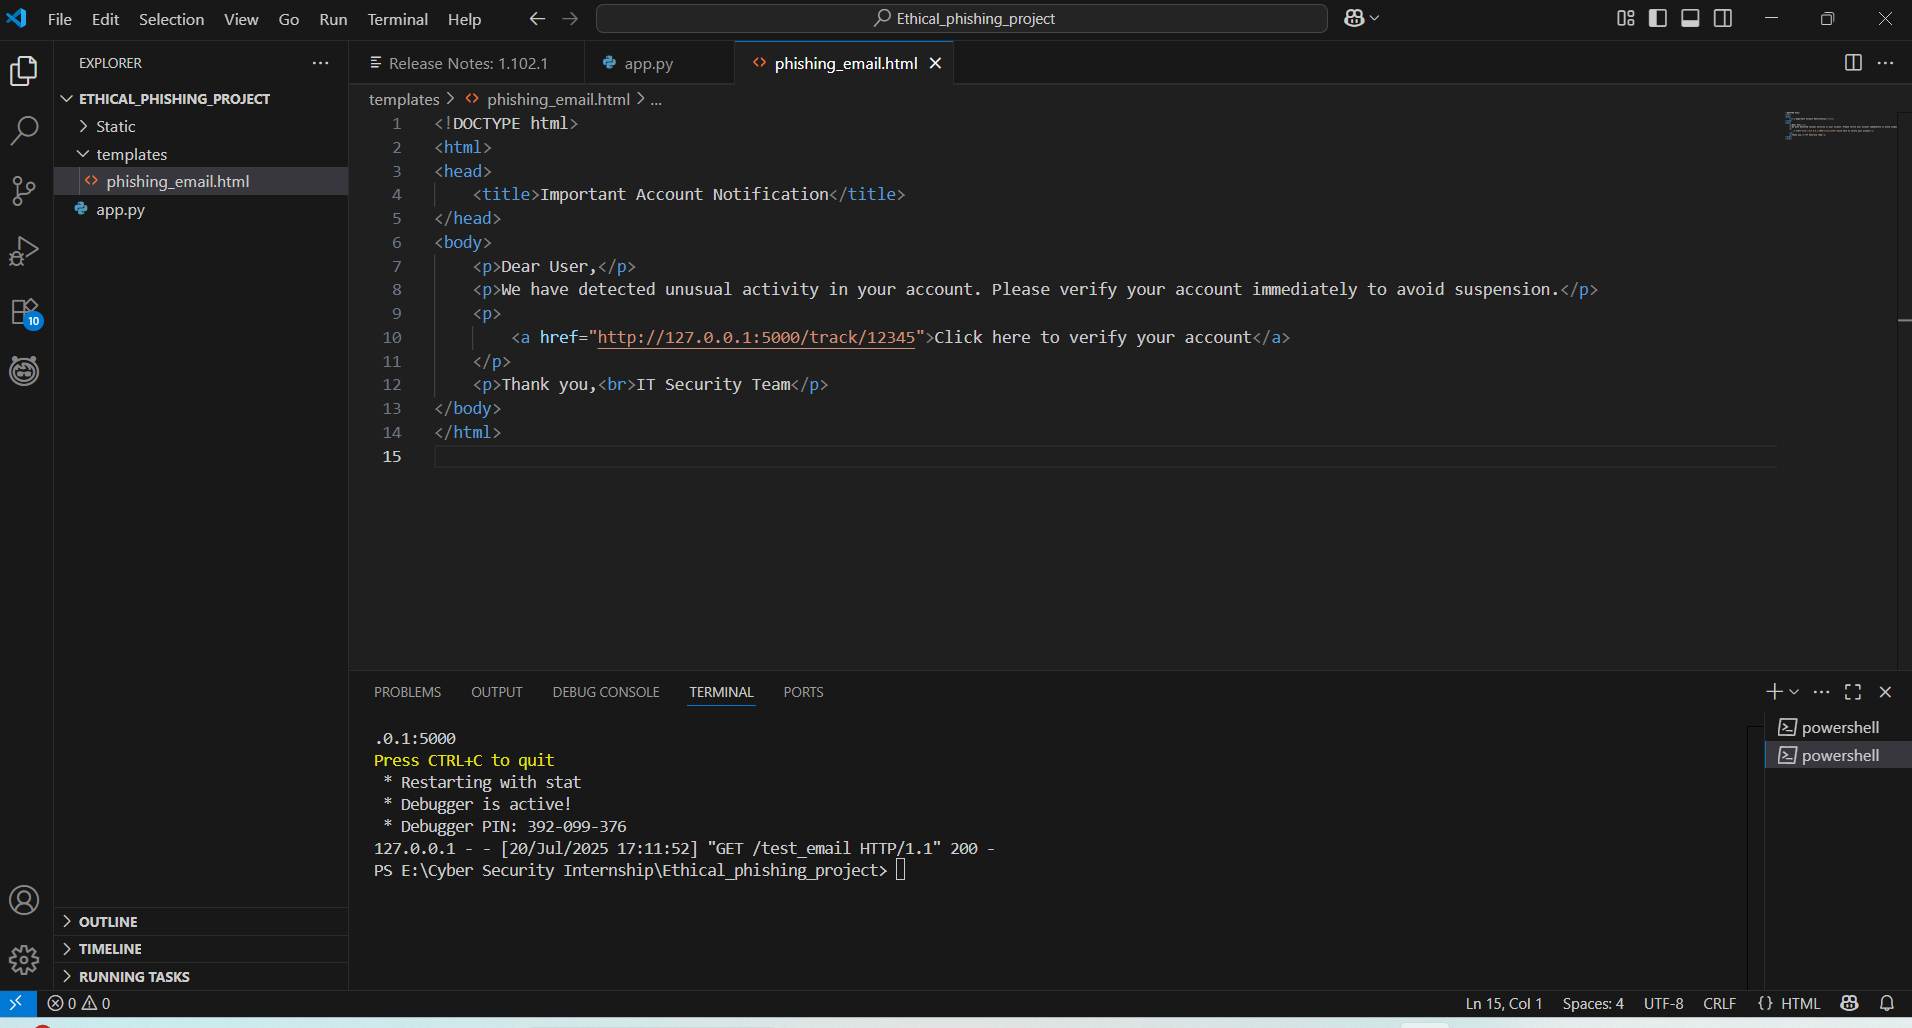 File Edit Selection View Go Run Terminal Help
Ethical_phishing_project
EXPLORER
ETHICAL_PHISHING_PROJECT
Static
templates
phishing_email.html
app.py
10
Release Notes: 1.102.1
app.py
phishing_email.html
templates > phishing_email.html > ...
1 <!DOCTYPE html>
2 <html>
3 <head>
4 <title>Important Account Notification</title>
5 </head>
6 <body>
7 <p>Dear User,</p>
8 <p>We have detected unusual activity in your account. Please verify your account immediately to avoid suspension.</p>
9 <p>
10 <a href="http://127.0.0.1:5000/track/12345">Click here to verify your account</a>
11 </p>
12 <p>Thank you,<br>IT Security Team</p>
13 </body>
14 </html>
15
PROBLEMS OUTPUT DEBUG CONSOLE TERMINAL PORTS
.0.1:5000
Press CTRL+C to quit
* Restarting with stat
* Debugger is active!
* Debugger PIN: 392-099-376
127.0.0.1 - - [20/Jul/2025 17:11:52] "GET /test_email HTTP/1.1" 200 -
PS E:\Cyber Security Internship\Ethical_phishing_project>
powershell
powershell
OUTLINE
TIMELINE
RUNNING TASKS
0 0
Ln 15, Col 1 Spaces: 4 UTF-8 CRLF {} HTML